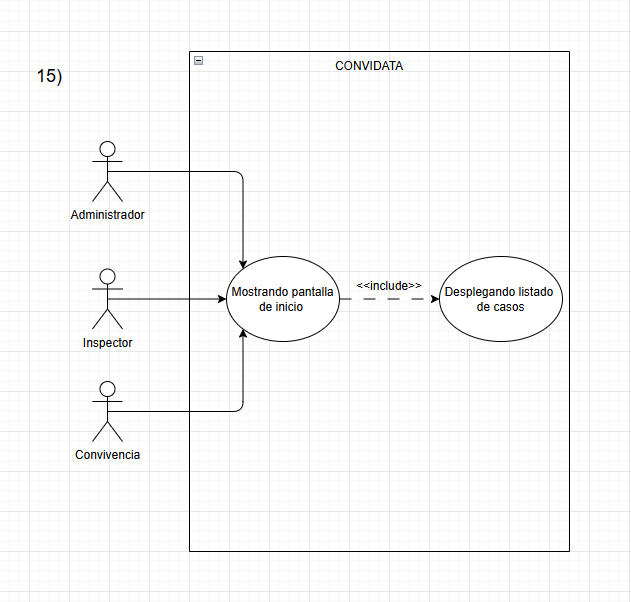 CONVIDATA
15)
Administrador
Mostrando pantalla
de inicio
<<include>>
Desplegando listado
de casos
Inspector
Convivencia